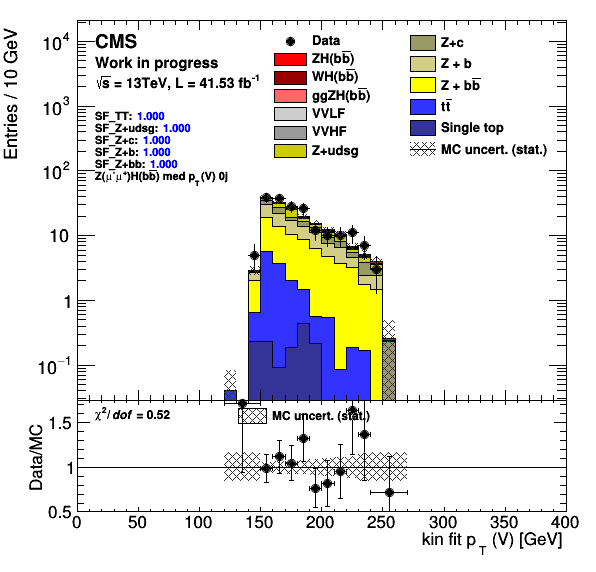 CMS
Work in progress
√s = 13TeV, L = 41.53 fb⁻¹
SF_TT: 1.000
SF_Z+udsg: 1.000
SF_Z+c: 1.000
SF_Z+b: 1.000
SF_Z+bb: 1.000
Z(μ⁻μ⁺)H(bb̅) med p_T(V) 0j
Data
ZH(bb̅)
WH(bb̅)
ggZH(bb̅)
VVLF
VVHF
Z+udsg
Z+c
Z + b
Z + bb̅
tt̅
Single top
MC uncert. (stat.)
Entries / 10 GeV
10⁴
10³
10²
10
1
10⁻¹
χ²/dof = 0.52
MC uncert. (stat.)
Data/MC
1.5
1
0.5
0 50 100 150 200 250 300 350 400
kin fit p_T (V) [GeV]